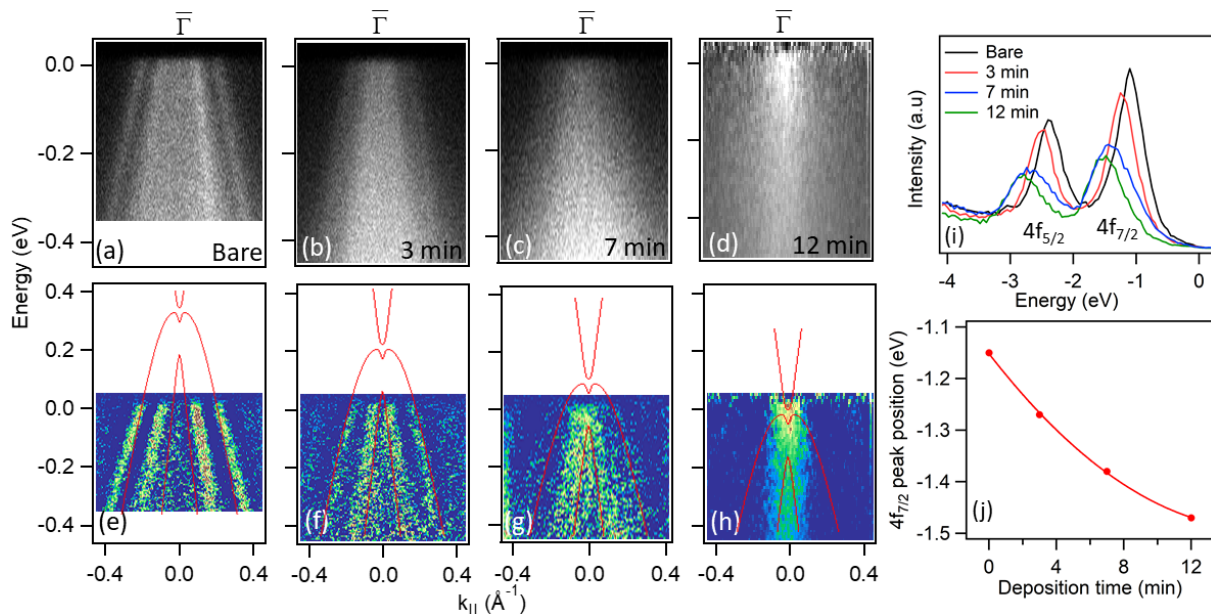 Γ̅ Γ̅ Γ̅ Γ̅
Energy (eV)
0.0
-0.2
-0.4
(a) Bare
(b) 3 min
(c) 7 min
(d) 12 min
0.4
0.2
0.0
-0.2
-0.4
(e)
(f)
(g)
(h)
-0.4 0.0 0.4
-0.4 0.0 0.4
-0.4 0.0 0.4
-0.4 0.0 0.4
k|| (Å⁻¹)
Intensity (a.u)
Bare
3 min
7 min
12 min
(i)
4f5/2
4f7/2
-4 -3 -2 -1 0
Energy (eV)
4f7/2 peak position (eV)
-1.1
-1.2
-1.3
-1.4
-1.5
(j)
0 4 8 12
Deposition time (min)